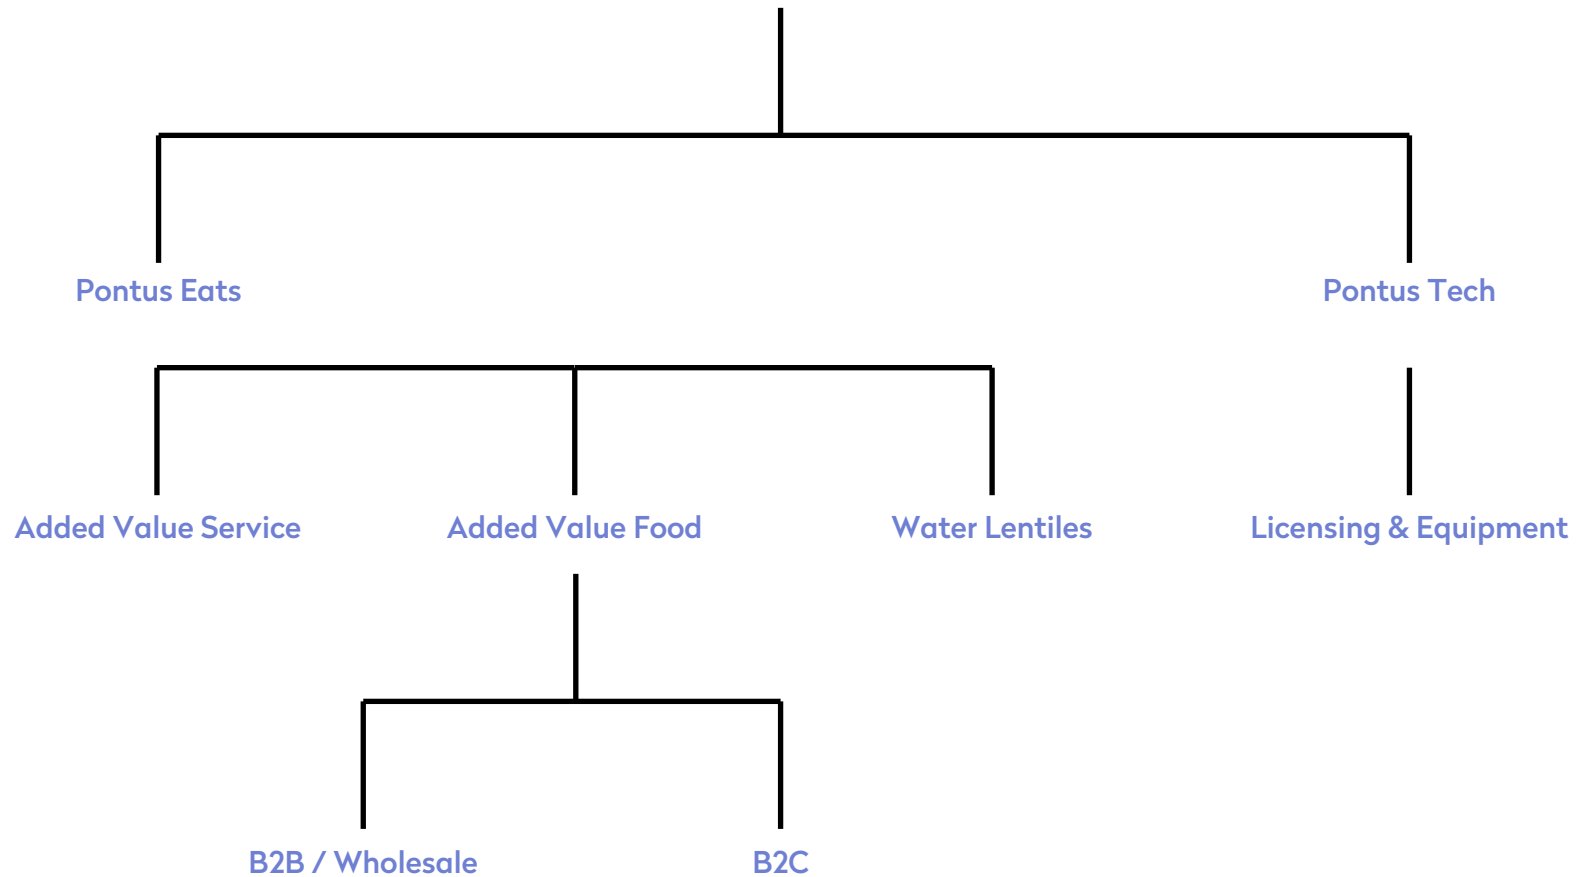 Pontus Eats
Pontus Tech
Added Value Service
Added Value Food
Water Lentiles
Licensing & Equipment
B2B / Wholesale
B2C